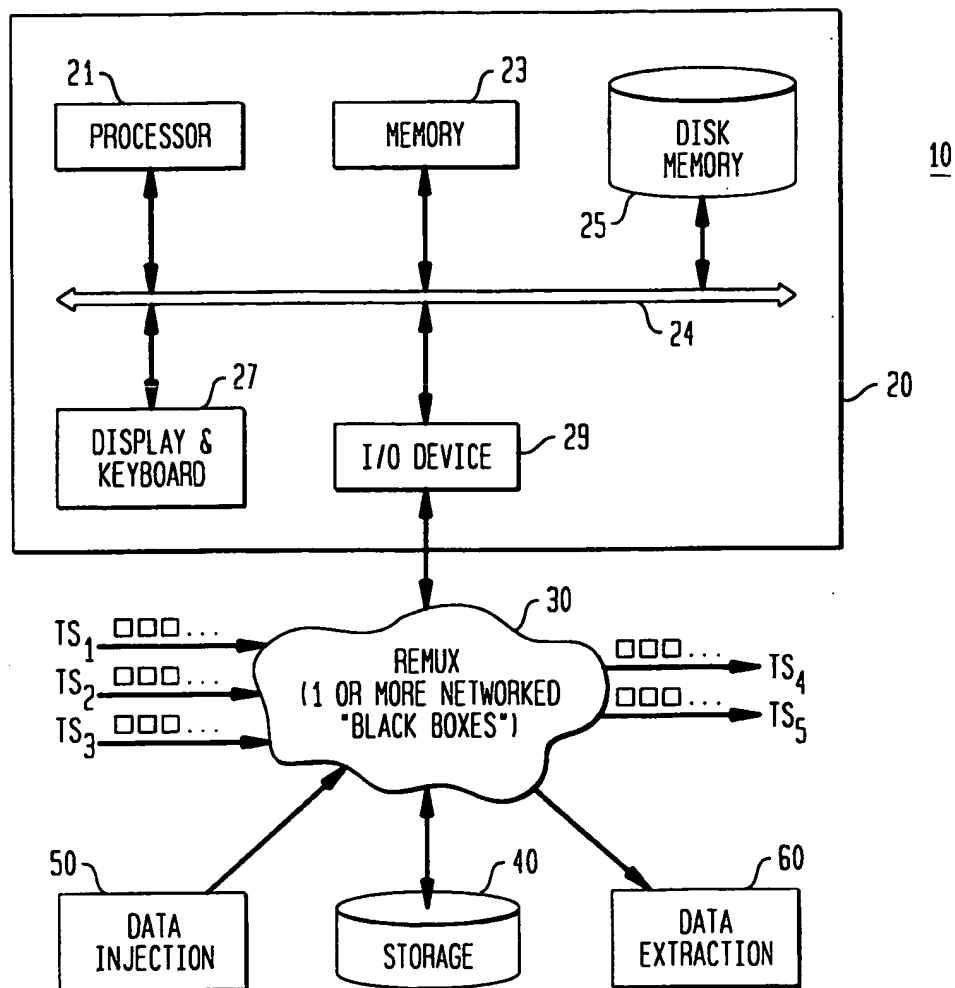 21
PROCESSOR
23
MEMORY
DISK
MEMORY
25
10
24
27
DISPLAY &
KEYBOARD
29
I/O DEVICE
20
30
REMUX
(1 OR MORE NETWORKED
"BLACK BOXES")
TS1 ...
TS2 ...
TS3 ...
... TS4
... TS5
50
DATA
INJECTION
40
STORAGE
60
DATA
EXTRACTION